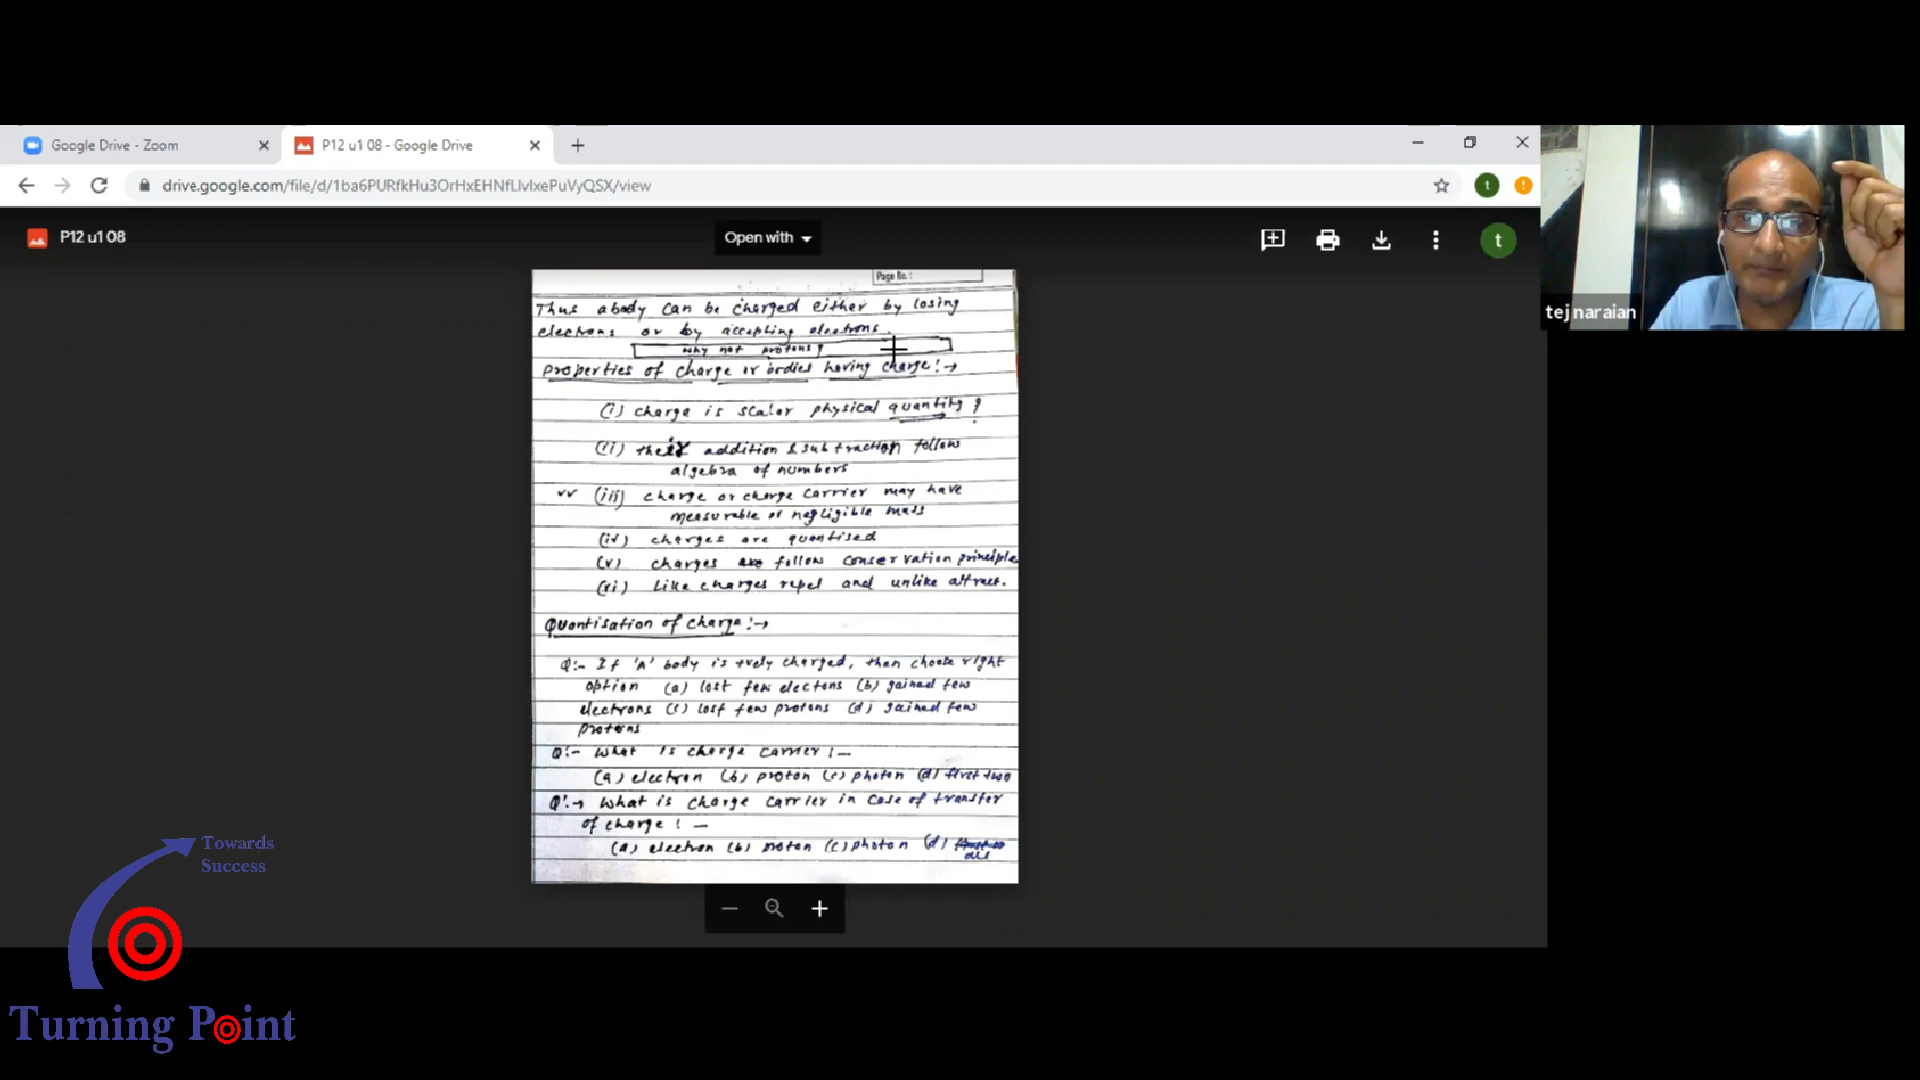 Google Drive - Zoom
P12 u1 08 - Google Drive
drive.google.com/file/d/1ba6PURfkHu3OrHxEHNfLlvlxePuVyQSX/view
t
P12 u1 08
Open with
t
tej naraian
Page No.:
Thus a body can be charged either by losing
electrons or by accepting electrons.
why not protons?
Properties of charge or bodies having charge :→
(i) charge is scalar physical quantity ?
(ii) their addition & subtraction follow
algebra of numbers
vv (iii) charge or charge carrier may have
measurable or negligible mass
(iv) charges are quantised
(v) charges follow conservation principle
(vi) Like charges repel and unlike attract.
Quantisation of charge :→
Q:- If 'A' body is +vely charged, then choose right
option (a) lost few electons (b) gained few
electrons (c) lost few protons (d) gained few
protons
Q:- What is charge carrier :—
(a) electron (b) proton (c) photon (d) first two
Q:→ What is charge carrier in case of transfer
of charge : —
(a) electron (b) proton (c) photon (d)
all
Towards
Success
Turning Point